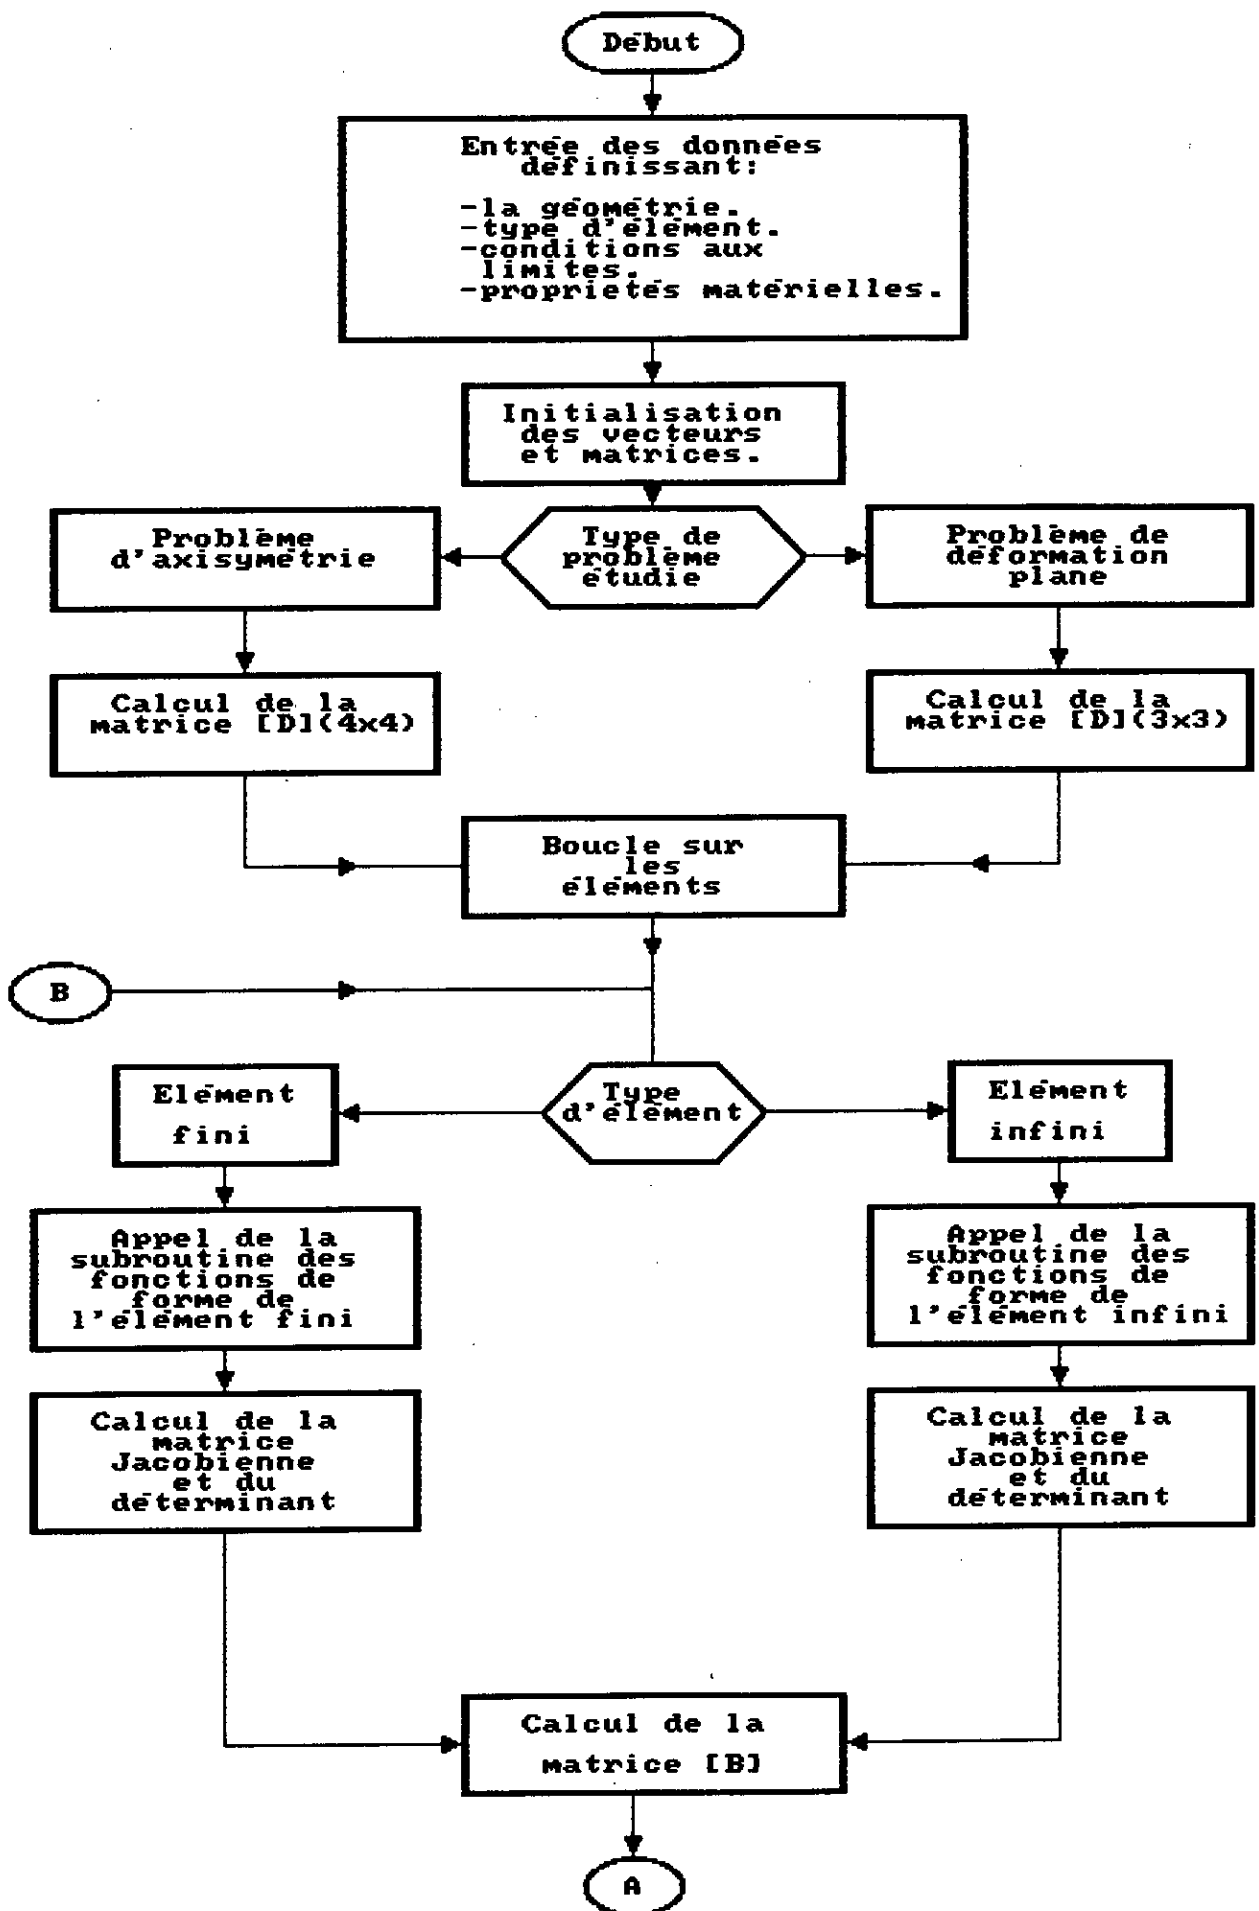 Début
Entrée des données
définissant:
-la géométrie.
-type d'élément.
-conditions aux
limites.
-propriétés matérielles.
Initialisation
des vecteurs
et matrices.
Problème
d'axisymétrie
Type de
problème
étudie
Problème de
déformation
plane
Calcul de la
matrice [D](4x4)
Calcul de la
matrice [D](3x3)
Boucle sur
les
éléments
B
Elément
fini
Type
d'élément
Elément
infini
Appel de la
subroutine des
fonctions de
forme de
l'élément fini
Appel de la
subroutine des
fonctions de
forme de
l'élément infini
Calcul de la
matrice
Jacobienne
et du
déterminant
Calcul de la
matrice
Jacobienne
et du
déterminant
Calcul de la
matrice [B]
A